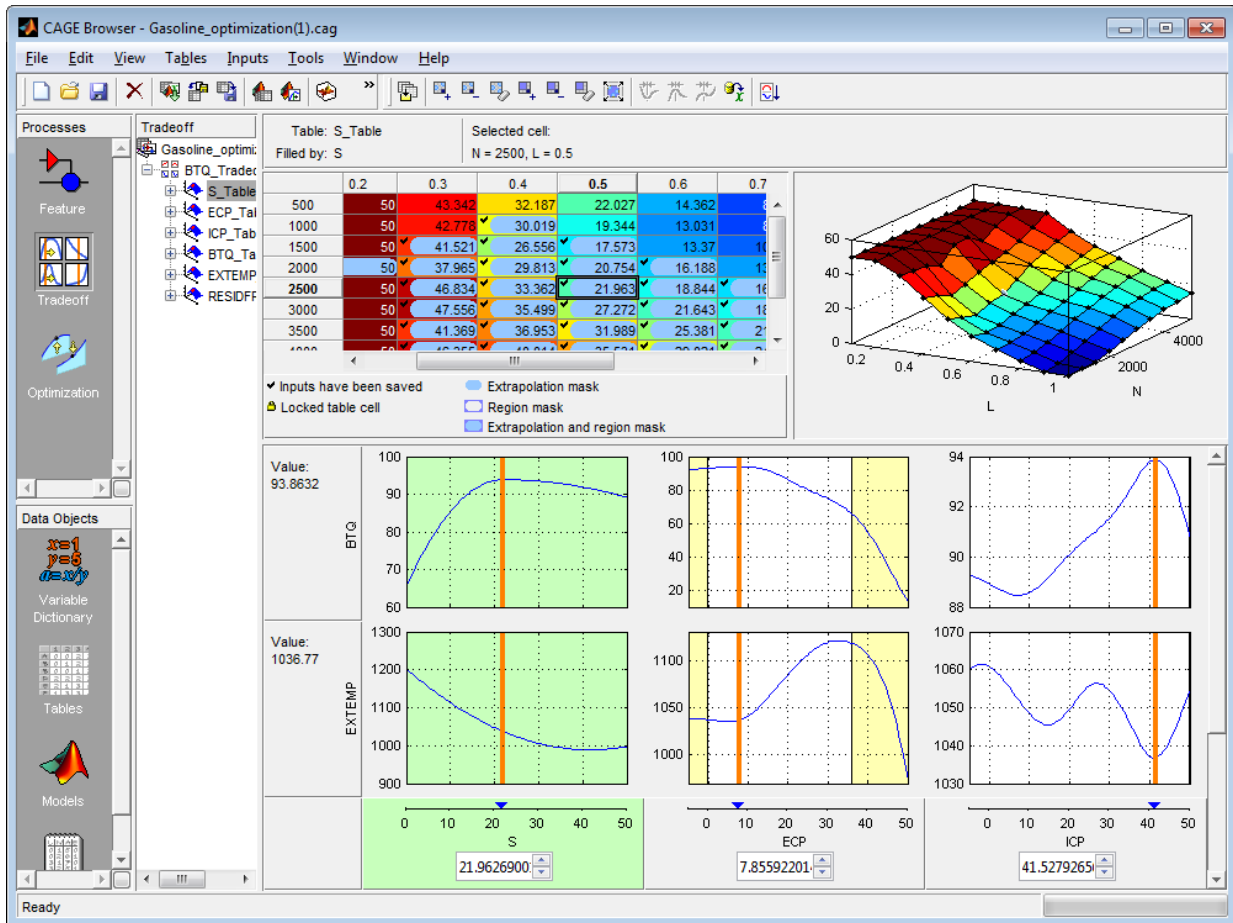 CAGE Browser - Gasoline_optimization(1).cag
File Edit View Tables Inputs Tools Window Help
Processes
Feature
Tradeoff
Optimization
Data Objects
x=1
y=5
a=x/y
Variable
Dictionary
Tables
Models
Tradeoff
Gasoline_optimiz
BTQ_Tradeo
S_Table
ECP_Tal
ICP_Tab
BTQ_Ta
EXTEMP
RESIDFF
Table: S_Table
Filled by: S
Selected cell:
N = 2500, L = 0.5
0.2 0.3 0.4 0.5 0.6 0.7
500 50 43.342 32.187 22.027 14.362
1000 50 42.778 30.019 19.344 13.031
1500 50 41.521 26.556 17.573 13.37 10
2000 50 37.965 29.813 20.754 16.188 13
2500 50 46.834 33.362 21.963 18.844 16
3000 50 47.556 35.499 27.272 21.643 18
3500 50 41.369 36.953 31.989 25.381 21
Inputs have been saved
Locked table cell
Extrapolation mask
Region mask
Extrapolation and region mask
60
40
20
0
0.2 0.4 0.6 0.8 1
L
2000 4000
N
Value:
93.8632
BTQ
100
90
80
70
60
100
80
60
40
20
94
92
90
88
Value:
1036.77
EXTEMP
1300
1200
1100
1000
900
1100
1050
1000
1070
1060
1050
1040
1030
0 10 20 30 40 50
S
21.9626900
0 10 20 30 40 50
ECP
7.85592201
0 10 20 30 40 50
ICP
41.5279265
Ready